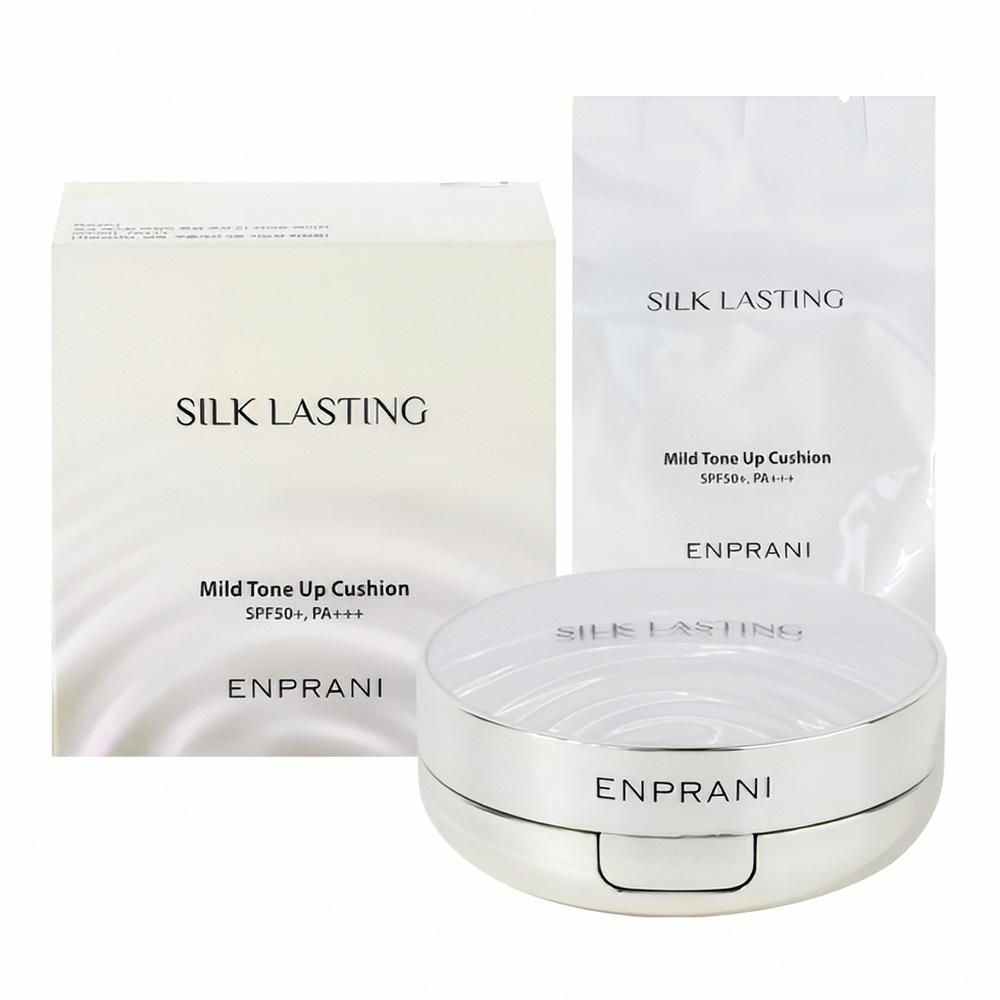 SILK LASTING
Mild Tone Up Cushion
SPF50+, PA+++
ENPRANI
SILK LASTING
Mild Tone Up Cushion
SPF50+, PA+++
ENPRANI
SILK LASTING
ENPRANI